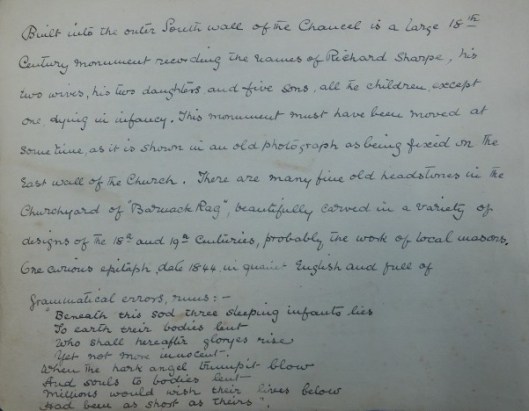 Built into the outer South wall of the Chancel is a large 18th
Century monument recording the names of Richard Sharpe, his
two wives, his two daughters and five sons, all the children, except
one, dying in infancy. This monument must have been moved at
some time, as it is shown in an old photograph as being fixed on the
East wall of the Church. There are many fine old headstones in the
Churchyard of "Barnack Rag", beautifully carved in a variety of
designs of the 18th and 19th Centuries, probably the work of local masons.
One curious epitaph, date 1844, in quaint English and full of
grammatical errors, runs:-
"Beneath this sod three sleeping infants lies
To earth their bodies lent
Who shall hereafter gloryes rise
Yet not more innocent.
When the hark angel trumpit blow
And souls to bodies lent
Millions would wish their lives below
Had been as short as theirs".